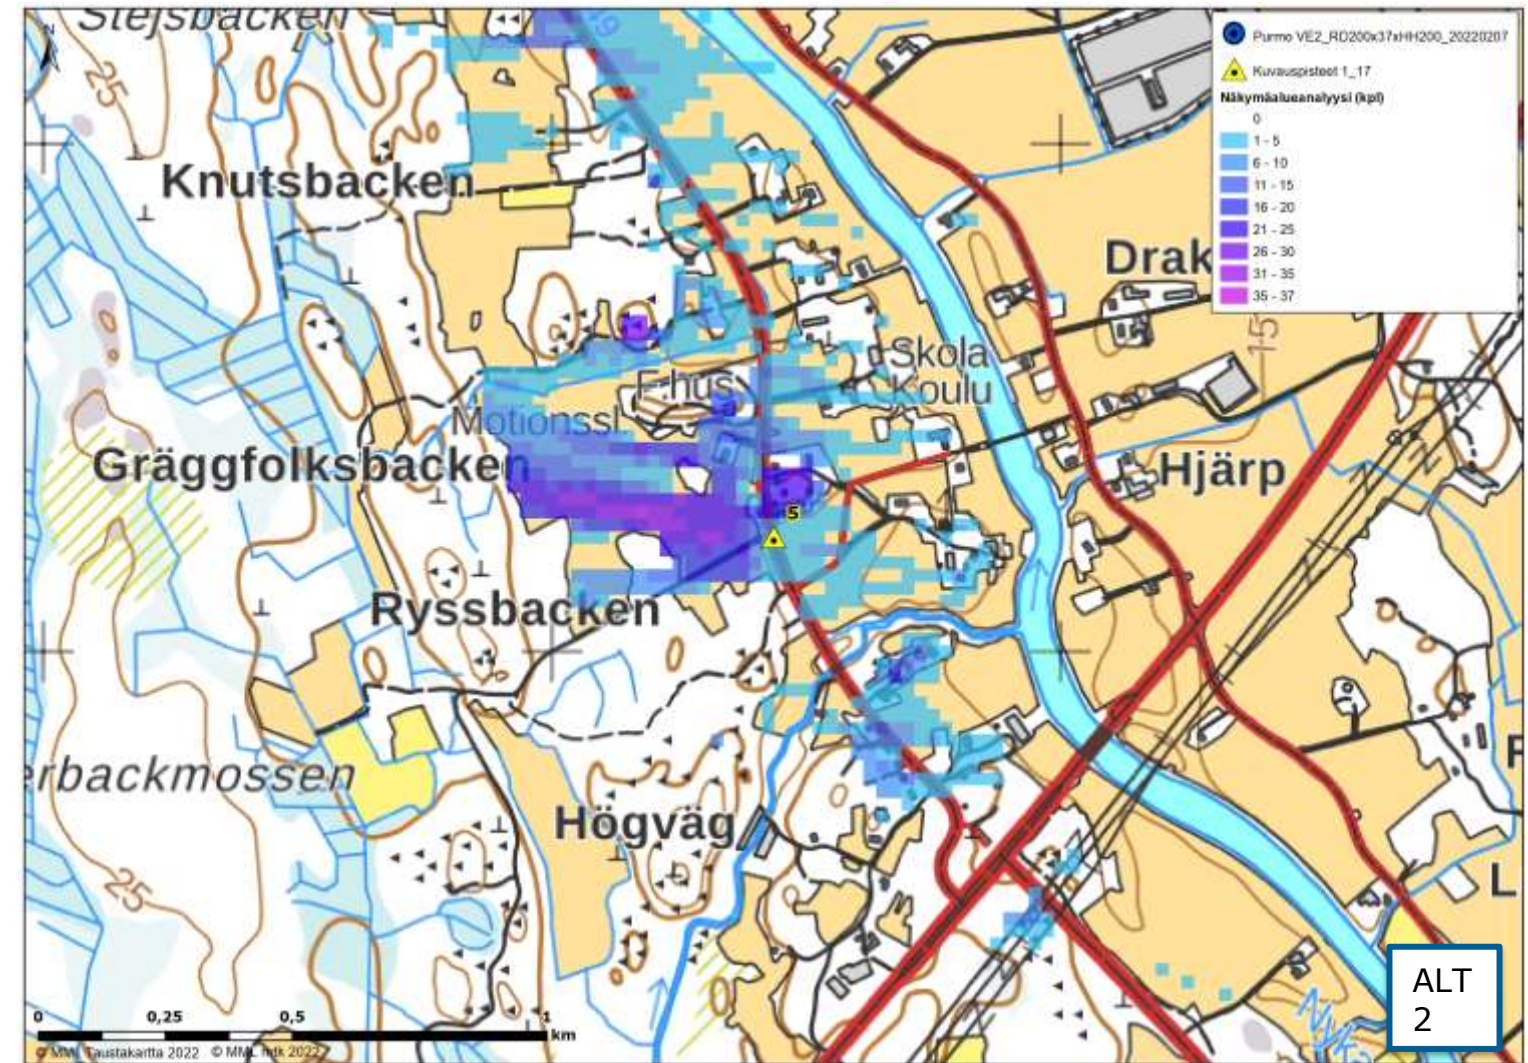 Stejsbacken
49
N
25
Knutsbacken
Purmo VE2_RD200x37xHH200_20220207
Kuvauspisteet 1_17
Näkymäalueanalyysi (kpl)
0
1 - 5
6 - 10
11 - 15
16 - 20
21 - 25
26 - 30
31 - 35
35 - 37
Drak
15
Skola
Koulu
F.hus
Motionssl.
Gräggfolksbacken
Hjärp
5
Ryssbacken
erbackmossen
Högväg
25
L
ALT
2
0 0,25 0,5 1
km
© MML Taustakartta 2022 © MML mtk 2022